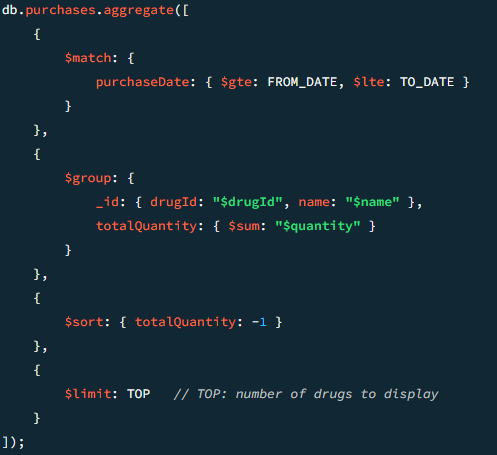 db.purchases.aggregate([
    {
        $match: {
            purchaseDate: { $gte: FROM_DATE, $lte: TO_DATE }
        }
    },
    {
        $group: {
            _id: { drugId: "$drugId", name: "$name" },
            totalQuantity: { $sum: "$quantity" }
        }
    },
    {
        $sort: { totalQuantity: -1 }
    },
    {
        $limit: TOP   // TOP: number of drugs to display
    }
]);